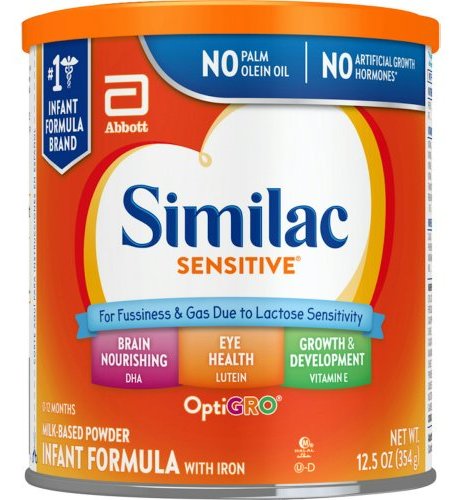 #1
INFANT
FORMULA
BRAND
Abbott
NO PALM
OLEIN OIL
NO ARTIFICIAL GROWTH
HORMONES*
Similac
SENSITIVE®
For Fussiness & Gas Due to Lactose Sensitivity
BRAIN
NOURISHING
DHA
EYE
HEALTH
LUTEIN
GROWTH &
DEVELOPMENT
VITAMIN E
OptiGRO®
0-12 MONTHS
MILK-BASED POWDER
INFANT FORMULA WITH IRON
HALAL
U-D
NET WT.
12.5 OZ (354 g)